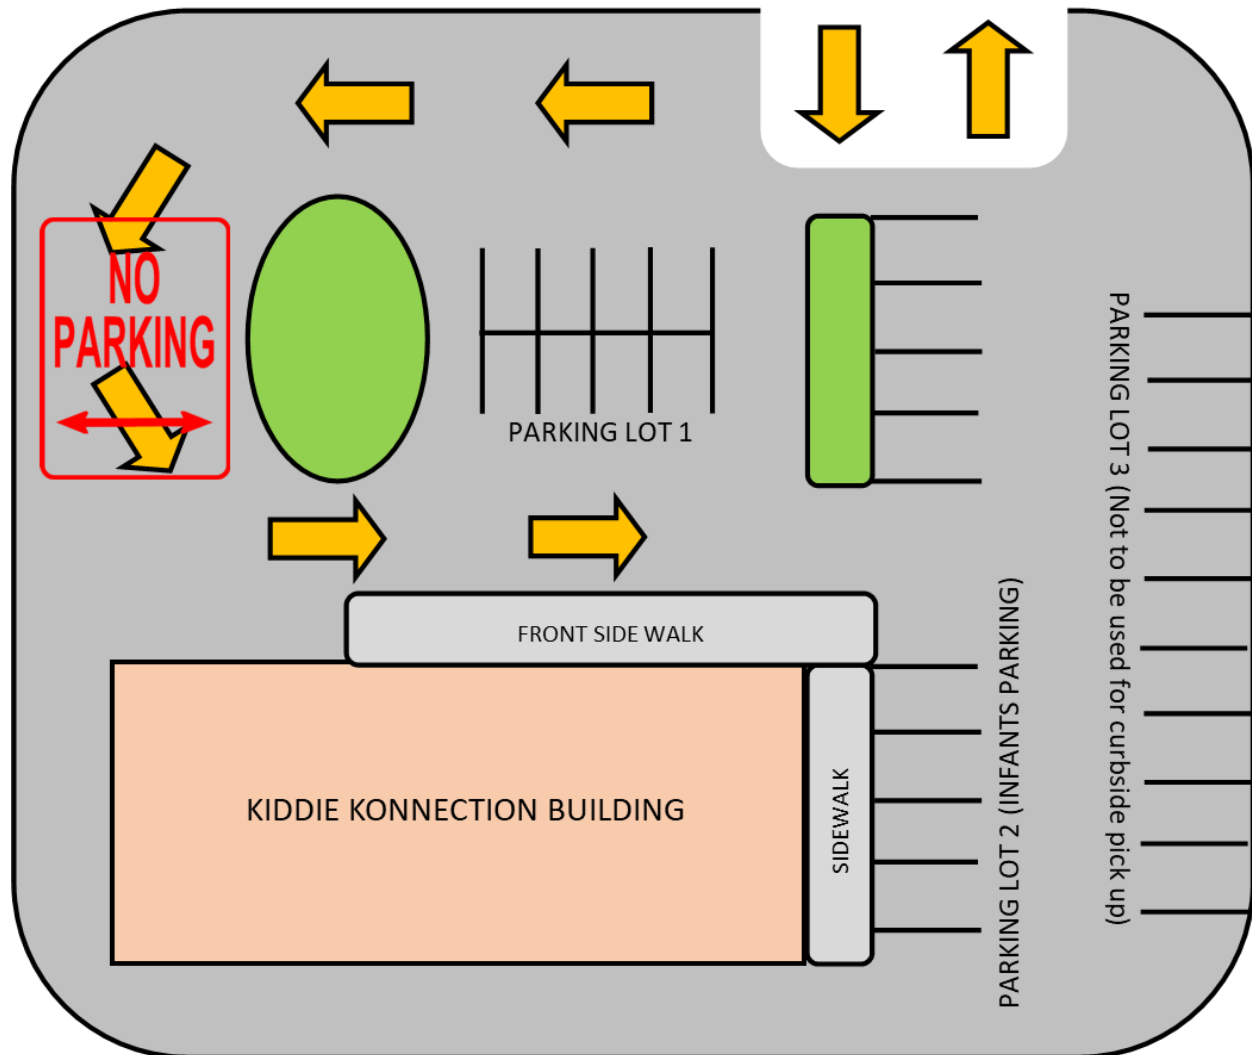 NO
PARKING
PARKING LOT 1
PARKING LOT 3 (Not to be used for curbside pick up)
FRONT SIDE WALK
KIDDIE KONNECTION BUILDING
SIDEWALK
PARKING LOT 2 (INFANTS PARKING)